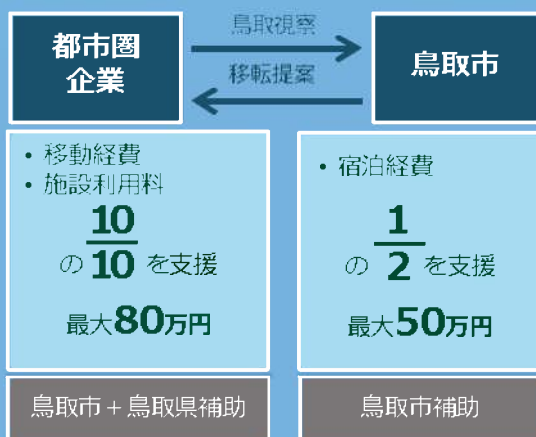 都市圏
企業
鳥取視察
移転提案
鳥取市
• 移動経費
• 施設利用料
10
10
の を支援
最大80万円
鳥取市+鳥取県補助
• 宿泊経費
1
2
の を支援
最大50万円
鳥取市補助